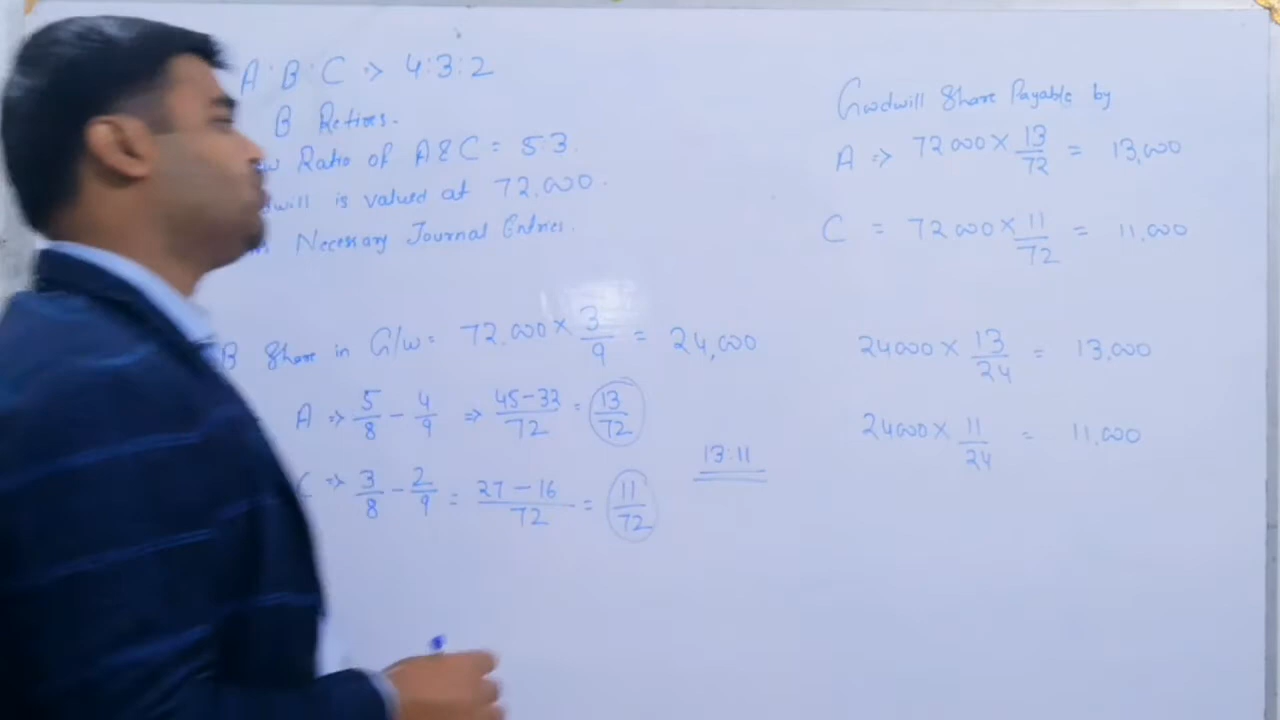 A:B:C => 4:3:2
B Retires.
Ratio of A & C = 5:3.
is valued at 72,000.
Necessary Journal Entries.
B Share in G/w = 72,000 × 3/9 = 24,000
A => 5/8 - 4/9 => 45-32/72 = 13/72
C => 3/8 - 2/9 = 27-16/72 = 11/72
13:11
Goodwill Share Payable by
A => 72000 × 13/72 = 13,000
C = 72000 × 11/72 = 11,000
24000 × 13/24 = 13,000
24000 × 11/24 = 11,000